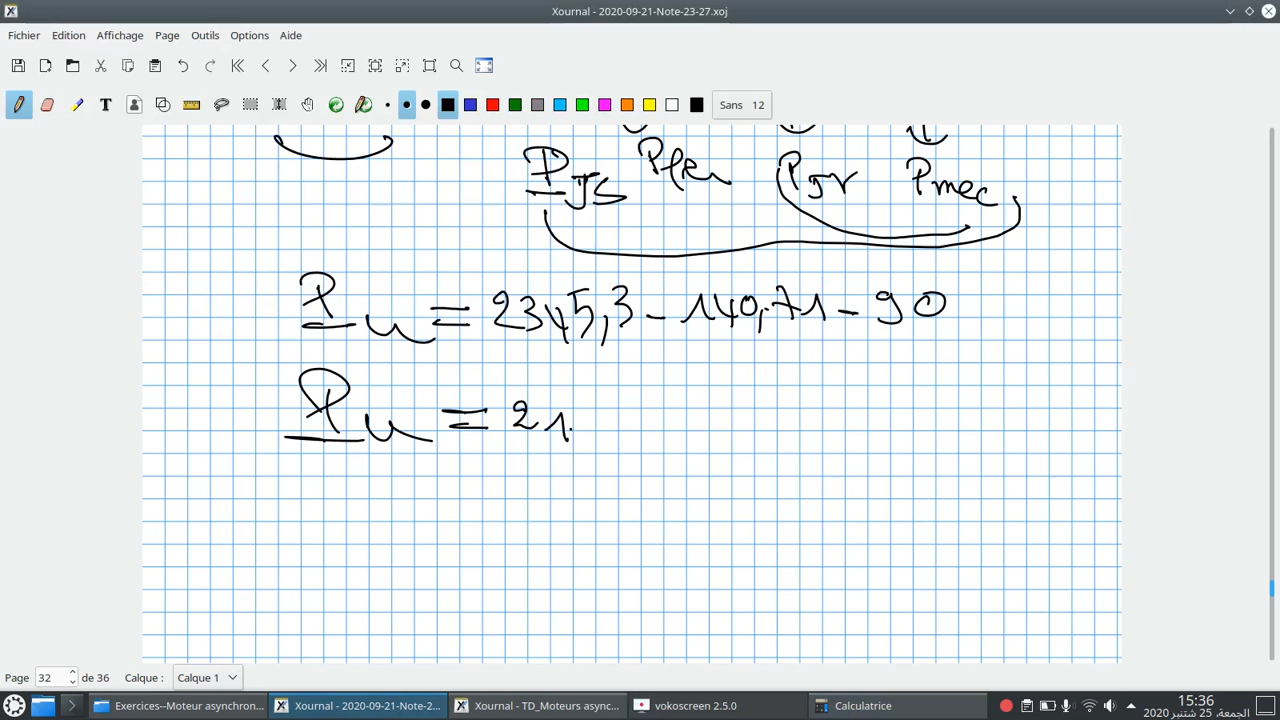 Xournal - 2020-09-21-Note-23-27.xoj
Fichier Edition Affichage Page Outils Options Aide
Sans 12
PJS Pfer PJr Pmec
Pu = 2345,3 - 140,71 - 90
Pu = 21
Page 32 de 36 Calque : Calque 1
Exercices--Moteur asynchron... Xournal - 2020-09-21-Note-2... Xournal - TD_Moteurs async... vokoscreen 2.5.0 Calculatrice
15:36
الجمعة, 25 شتنبر 2020